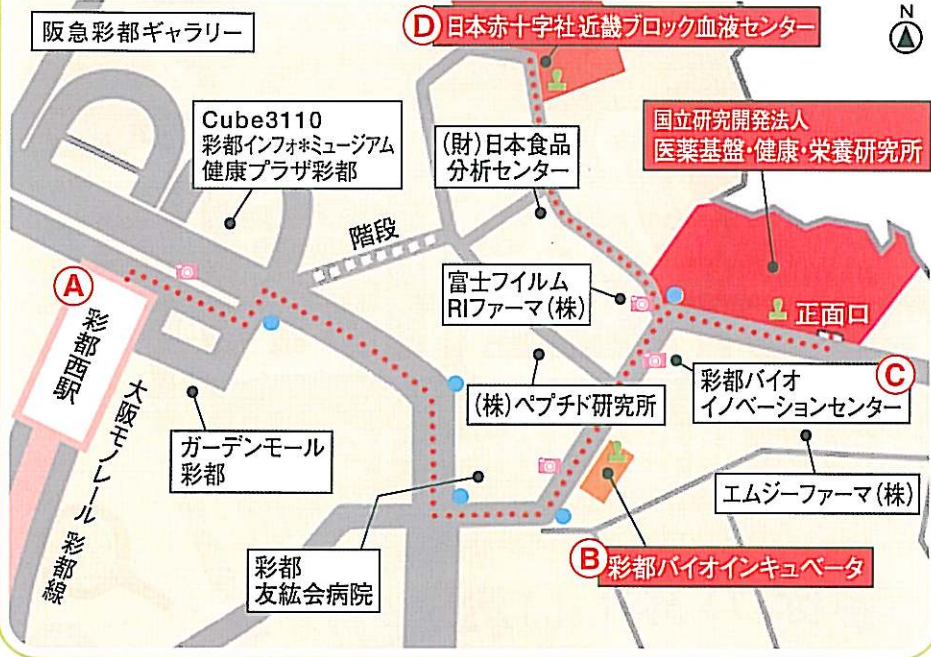 阪急彩都ギャラリー
D 日本赤十字社近畿ブロック血液センター
N
Cube3110
彩都インフォ*ミュージアム
健康プラザ彩都
(財)日本食品
分析センター
国立研究開発法人
医薬基盤・健康・栄養研究所
階段
A
彩都西駅
富士フイルム
RIファーマ(株)
正面口
大阪モノレール 彩都線
ガーデンモール
彩都
(株)ペプチド研究所
C
彩都バイオ
イノベーションセンター
エムジーファーマ(株)
彩都
友紘会病院
B 彩都バイオインキュベータ